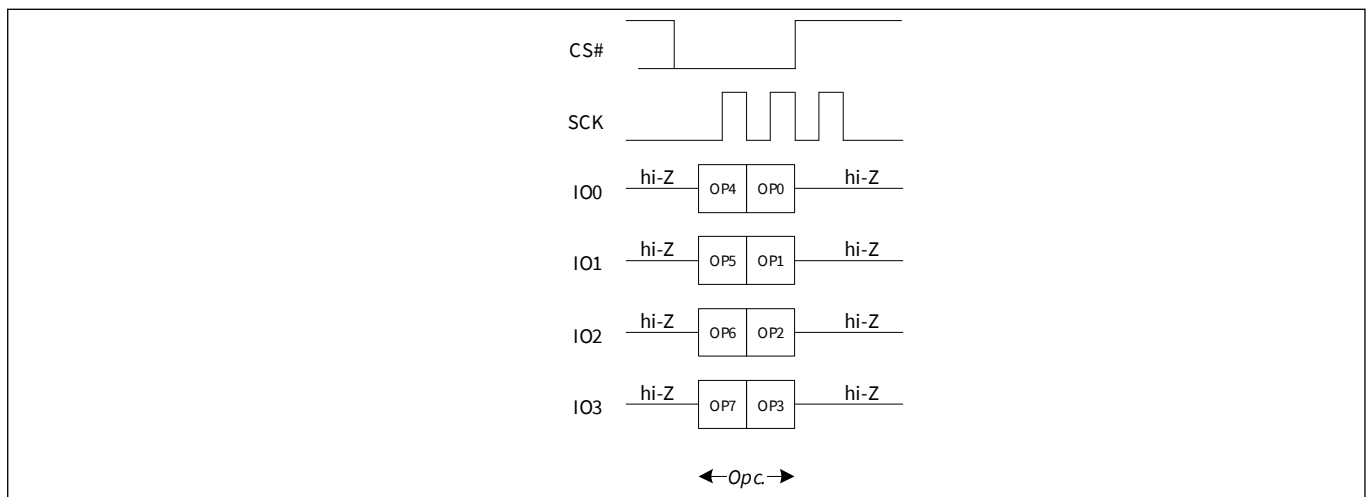 CS#
SCK
IO0 hi-Z OP4 OP0 hi-Z
IO1 hi-Z OP5 OP1 hi-Z
IO2 hi-Z OP6 OP2 hi-Z
IO3 hi-Z OP7 OP3 hi-Z
Opc.